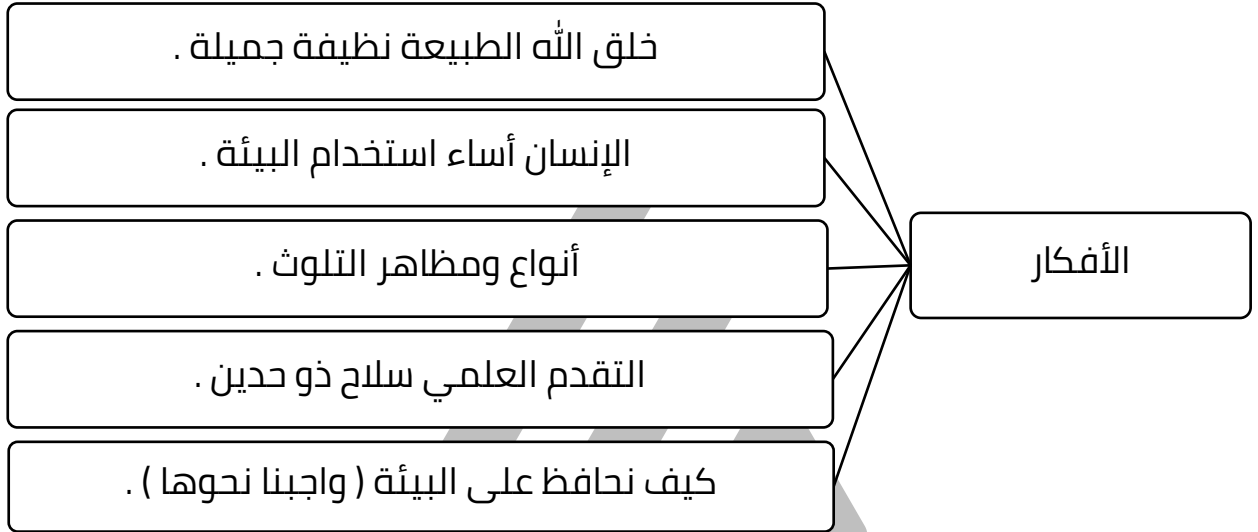 الأفكار
خلق الله الطبيعة نظيفة جميلة .
الإنسان أساء استخدام البيئة .
أنواع ومظاهر التلوث .
التقدم العلمي سلاح ذو حدين .
كيف نحافظ على البيئة ( واجبنا نحوها ) .